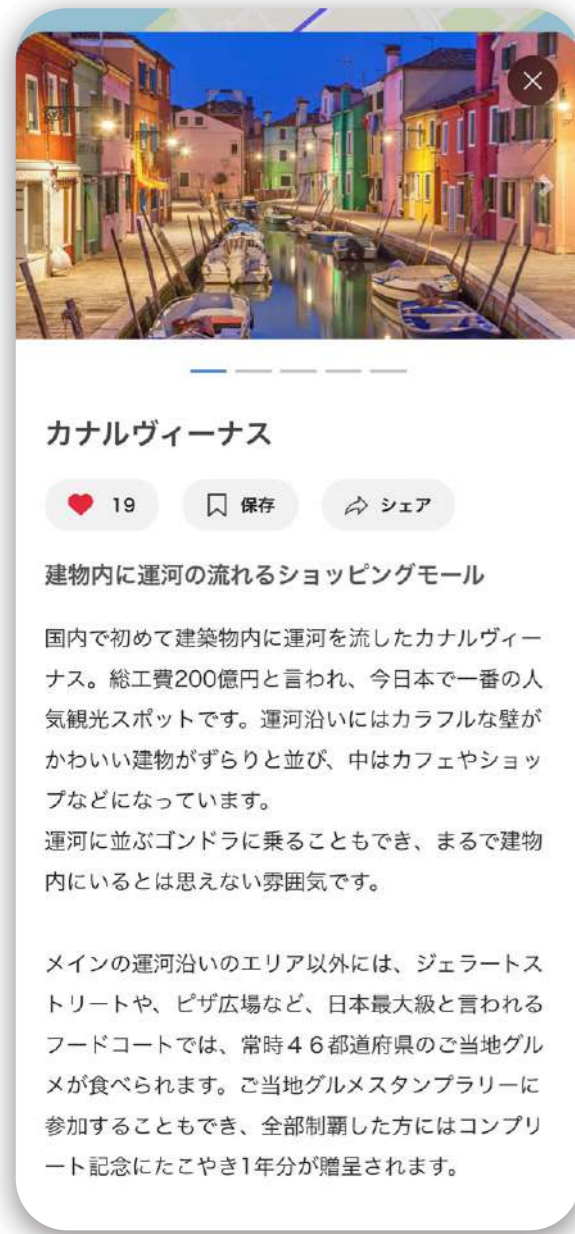 カナルヴィーナス
19
保存
シェア
建物内に運河の流れるショッピングモール
国内で初めて建築物内に運河を流したカナルヴィー
ナス。総工費200億円と言われ、今日本で一番の人
気観光スポットです。運河沿いにはカラフルな壁が
かわいい建物がずらりと並び、中はカフェやショッ
プなどになっています。
運河に並ぶゴンドラに乗ることもでき、まるで建物
内にいるとは思えない雰囲気です。
メインの運河沿いのエリア以外には、ジェラートス
トリートや、ピザ広場など、日本最大級と言われる
フードコートでは、常時４６都道府県のご当地グル
メが食べられます。ご当地グルメスタンプラリーに
参加することもでき、全部制覇した方にはコンプリ
ート記念にたこやき1年分が贈呈されます。